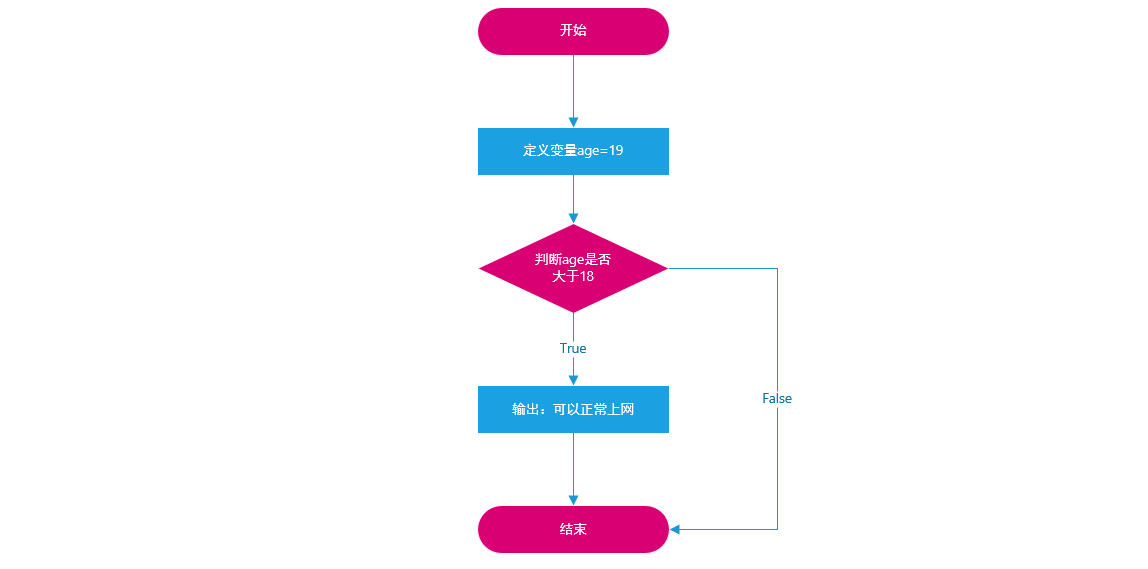 开始
定义变量age=19
判断age是否
大于18
True
False
输出：可以正常上网
结束